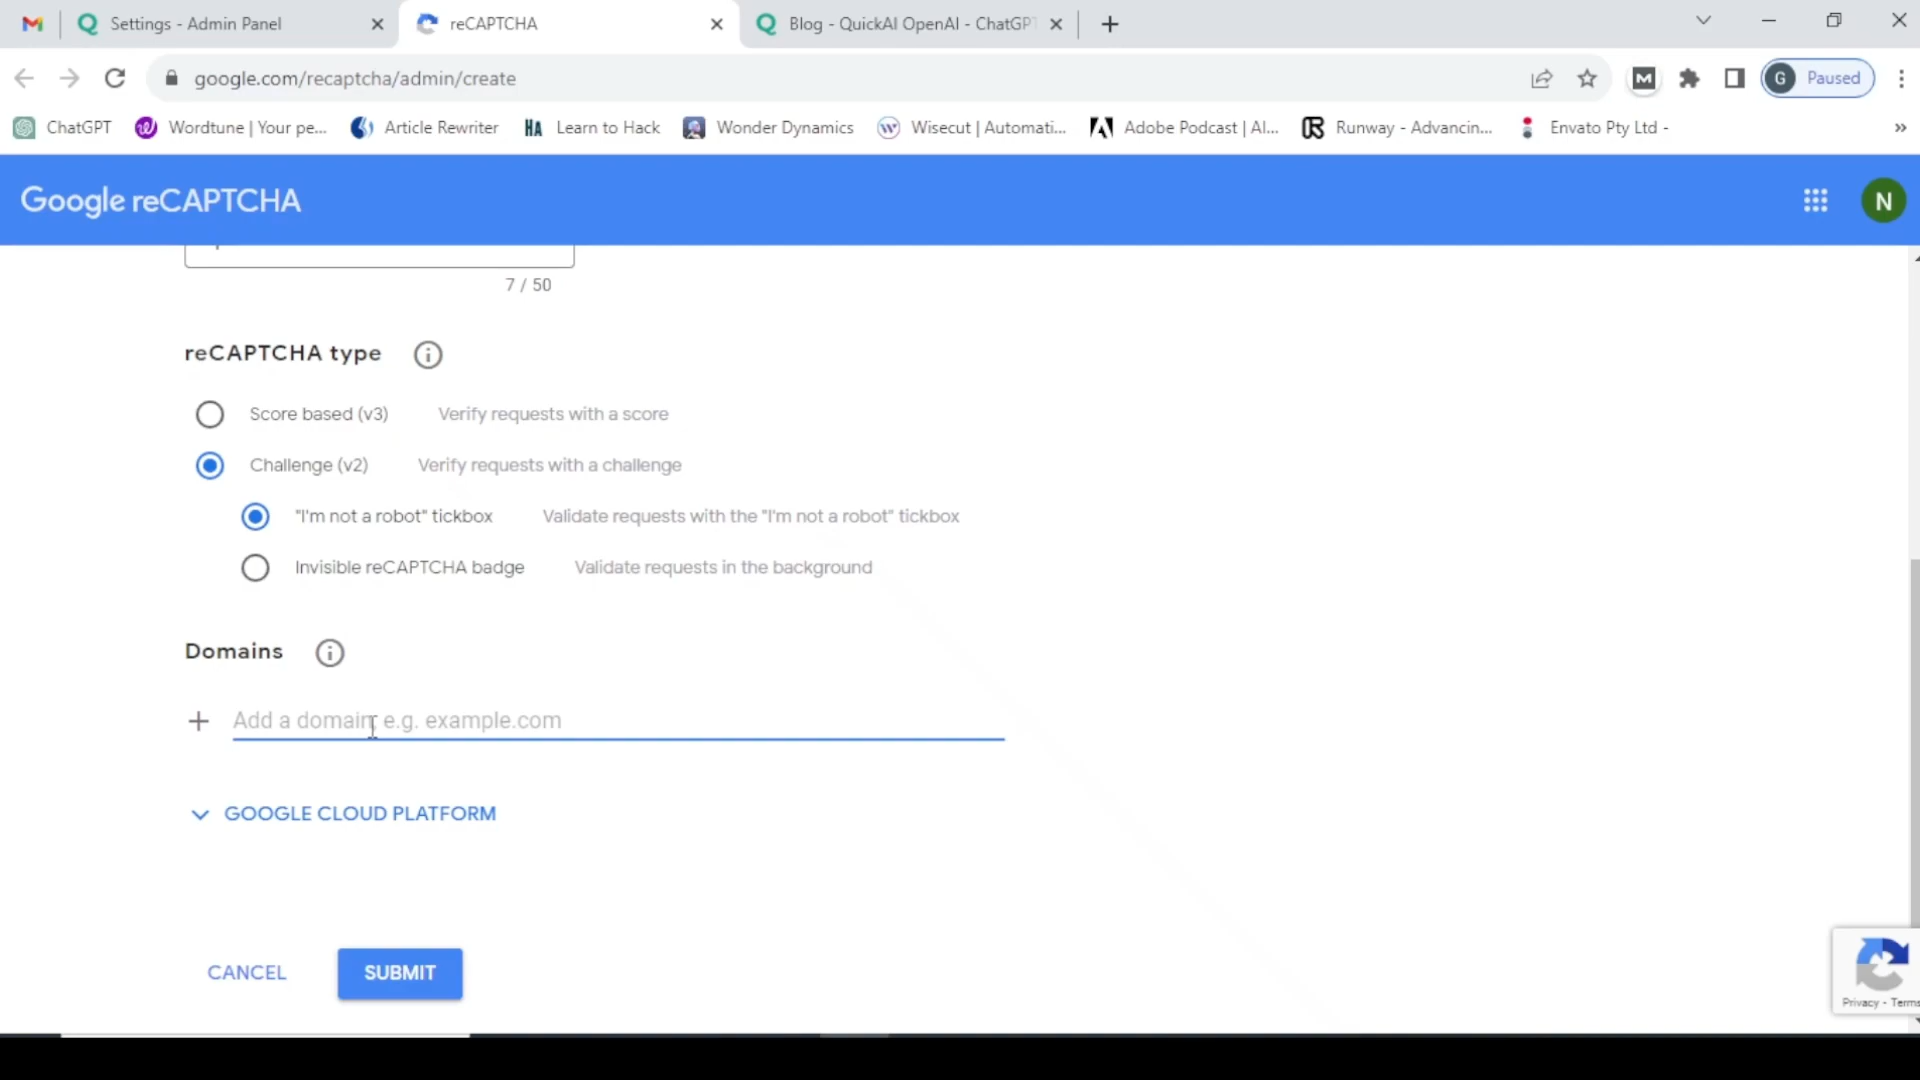 Settings - Admin Panel
reCAPTCHA
Blog - QuickAI OpenAI - ChatGPT
google.com/recaptcha/admin/create
G
Paused
ChatGPT
Wordtune | Your pe...
Article Rewriter
HA
Learn to Hack
Wonder Dynamics
Wisecut | Automati...
Adobe Podcast | AI...
Runway - Advancin...
Envato Pty Ltd -
Google reCAPTCHA
N
7 / 50
reCAPTCHA type
Score based (v3)
Verify requests with a score
Challenge (v2)
Verify requests with a challenge
"I'm not a robot" tickbox
Validate requests with the "I'm not a robot" tickbox
Invisible reCAPTCHA badge
Validate requests in the background
Domains
Add a domain, e.g. example.com
GOOGLE CLOUD PLATFORM
CANCEL
SUBMIT
Privacy - Terms